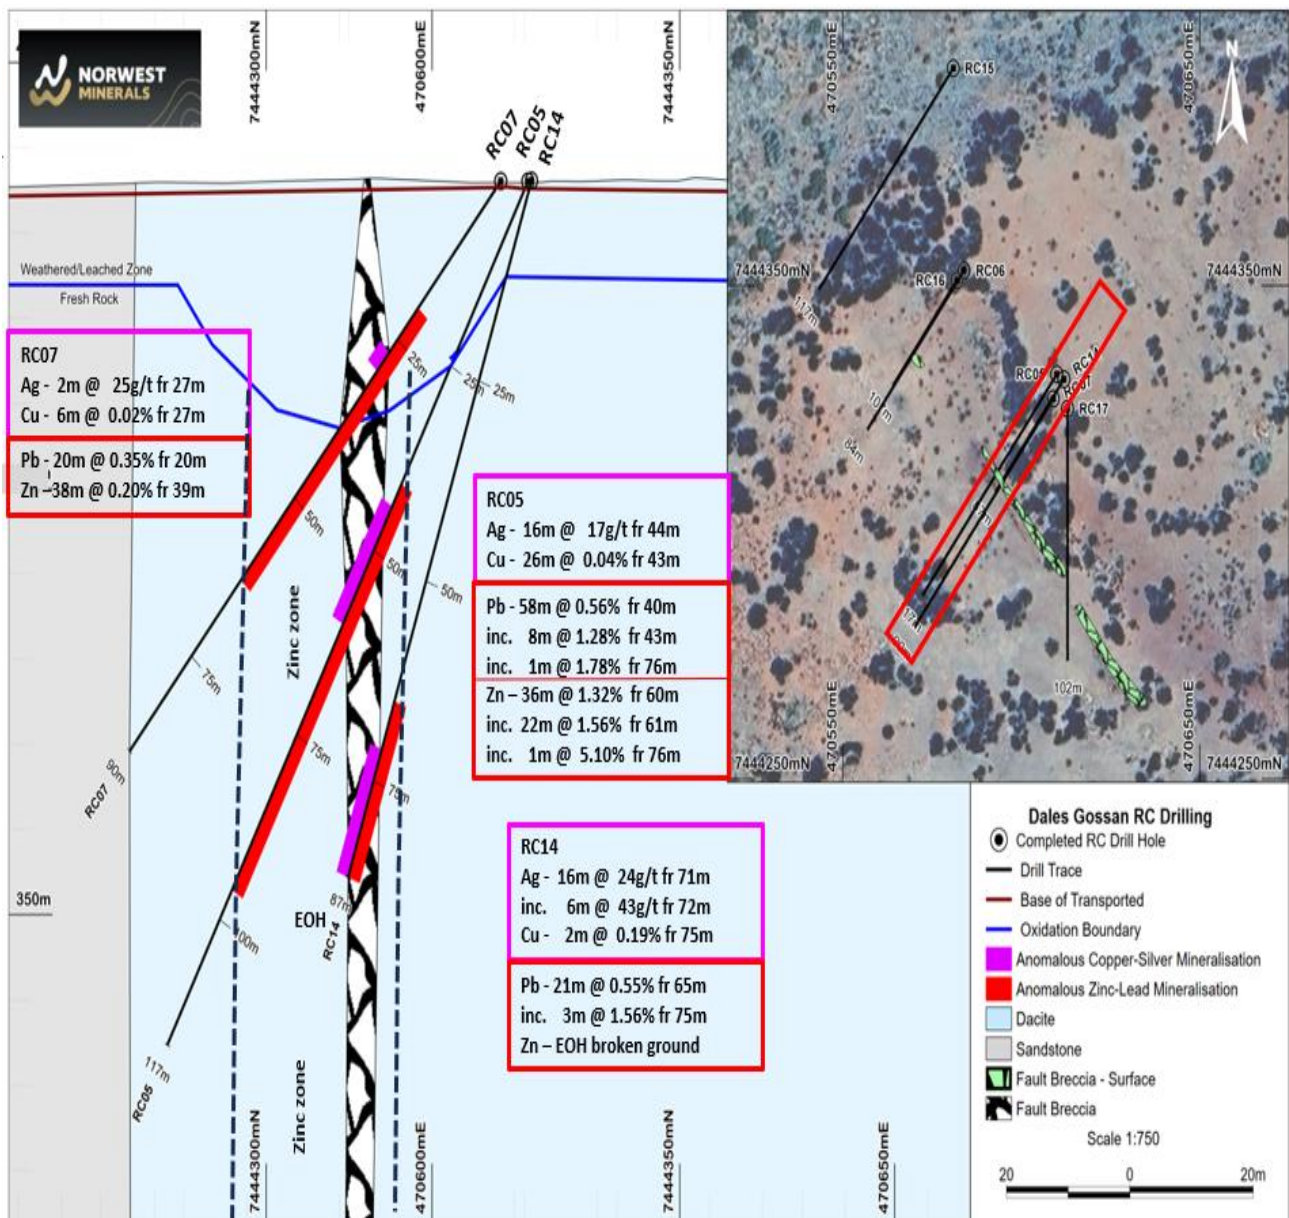 NORWEST
MINERALS
7444300mN
470600mE
7444350mN
RC07
RC05
RC14
Weathered/Leached Zone
Fresh Rock
RC07
Ag - 2m @ 25g/t fr 27m
Cu - 6m @ 0.02% fr 27m
Pb - 20m @ 0.35% fr 20m
Zn – 38m @ 0.20% fr 39m
25m
25m
25m
50m
50m
50m
75m
75m
75m
90m
RC07
Zinc zone
RC05
Ag - 16m @ 17g/t fr 44m
Cu - 26m @ 0.04% fr 43m
Pb - 58m @ 0.56% fr 40m
inc. 8m @ 1.28% fr 43m
inc. 1m @ 1.78% fr 76m
Zn – 36m @ 1.32% fr 60m
inc. 22m @ 1.56% fr 61m
inc. 1m @ 5.10% fr 76m
RC14
Ag - 16m @ 24g/t fr 71m
inc. 6m @ 43g/t fr 72m
Cu - 2m @ 0.19% fr 75m
Pb - 21m @ 0.55% fr 65m
inc. 3m @ 1.56% fr 75m
Zn – EOH broken ground
350m
87m
EOH
RC14
100m
117m
RC05
Zinc zone
7444300mN
470600mE
7444350mN
470650mE
470550mE
470650mE
N
RC15
7444350mN
7444350mN
RC06
RC16
117m
RC05
RC14
RC07
RC17
84m
102m
470550mE
470650mE
7444250mN
7444250mN
Dales Gossan RC Drilling
Completed RC Drill Hole
Drill Trace
Base of Transported
Oxidation Boundary
Anomalous Copper-Silver Mineralisation
Anomalous Zinc-Lead Mineralisation
Dacite
Sandstone
Fault Breccia - Surface
Fault Breccia
Scale 1:750
20
0
20m